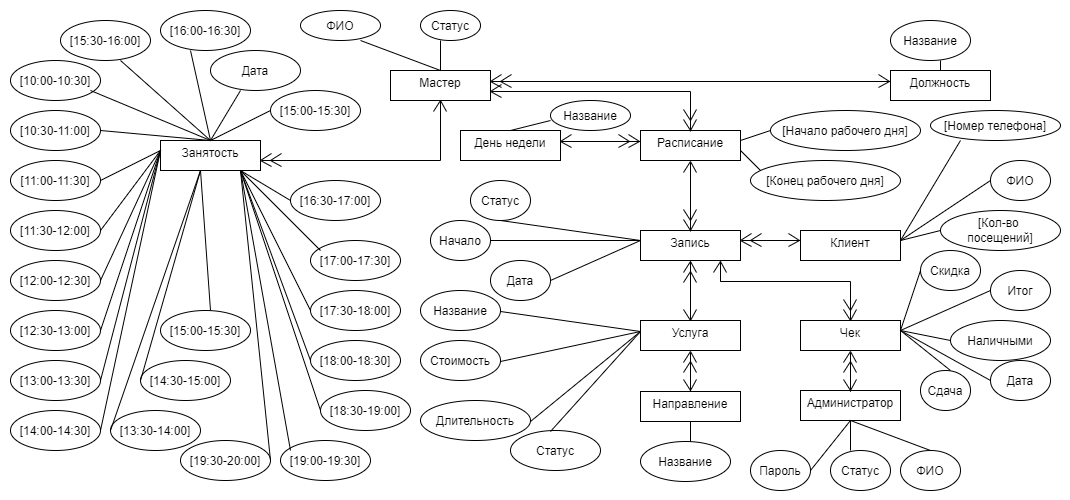 [16:00-16:30]
[15:30-16:00]
ФИО
Статус
Название
[10:00-10:30]
Дата
Мастер
Должность
[15:00-15:30]
[10:30-11:00]
Название
[Начало рабочего дня]
[Номер телефона]
Занятость
День недели
Расписание
[11:00-11:30]
[Конец рабочего дня]
ФИО
[16:30-17:00]
Статус
[11:30-12:00]
[Кол-во
посещений]
Начало
Запись
Клиент
[17:00-17:30]
[12:00-12:30]
Дата
Скидка
Итог
[17:30-18:00]
Название
[12:30-13:00]
[15:00-15:30]
Услуга
Чек
Наличными
[18:00-18:30]
Стоимость
[13:00-13:30]
[14:30-15:00]
Сдача
Дата
[18:30-19:00]
Направление
Администратор
Длительность
[14:00-14:30]
[13:30-14:00]
Статус
[19:30-20:00]
[19:00-19:30]
Название
Пароль
Статус
ФИО